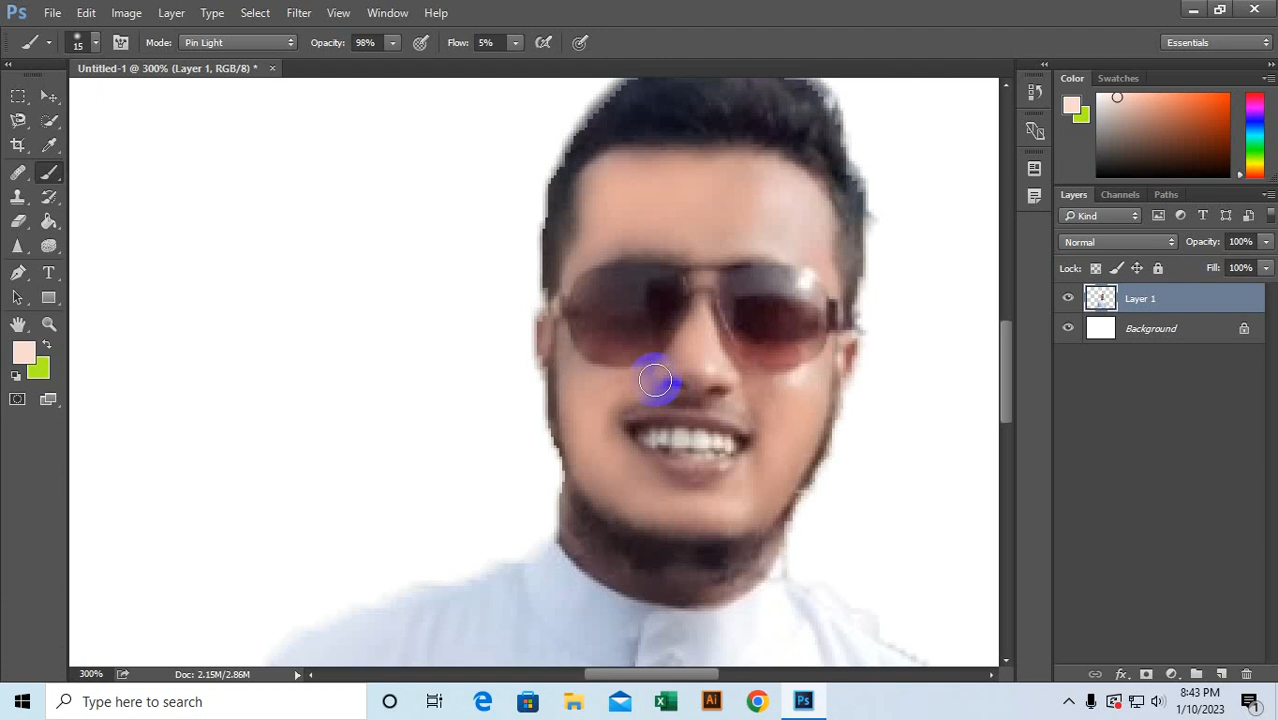 Ps File Edit Image Layer Type Select Filter View Window Help
15 Mode: Pin Light Opacity: 98% Flow: 5% Essentials
Untitled-1 @ 300% (Layer 1, RGB/8) * ×
Color Swatches
Layers Channels Paths
Kind
Normal Opacity: 100%
Lock: Fill: 100%
Layer 1
Background
300% Doc: 2.15M/2.86M
Type here to search
8:43 PM
1/10/2023